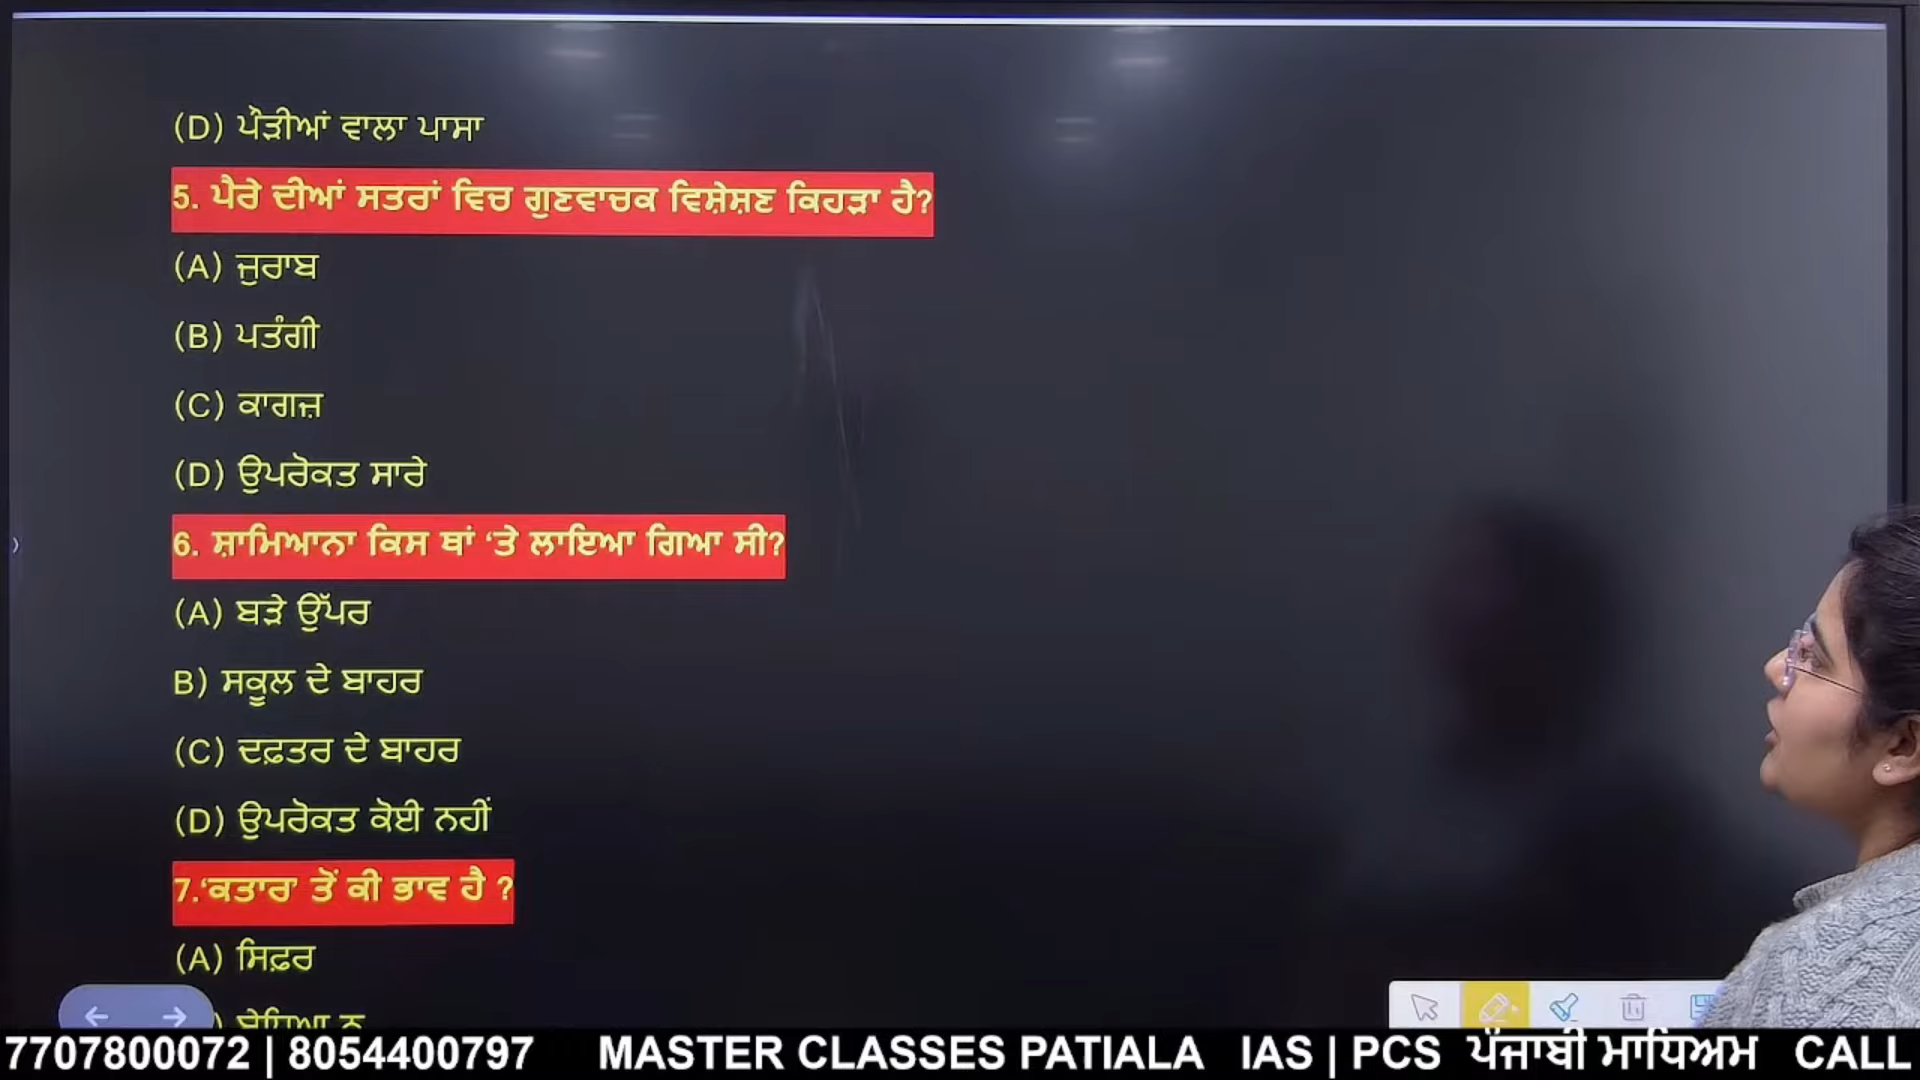 (D) ਪੌੜੀਆਂ ਵਾਲਾ ਪਾਸਾ
5. ਪੈਰੇ ਦੀਆਂ ਸਤਰਾਂ ਵਿਚ ਗੁਣਵਾਚਕ ਵਿਸ਼ੇਸ਼ਣ ਕਿਹੜਾ ਹੈ?
(A) ਜੁਰਾਬ
(B) ਪਤੰਗੀ
(C) ਕਾਗਜ਼
(D) ਉਪਰੋਕਤ ਸਾਰੇ
6. ਸ਼ਾਮਿਆਨਾ ਕਿਸ ਥਾਂ ‘ਤੇ ਲਾਇਆ ਗਿਆ ਸੀ?
(A) ਬੜੇ ਉੱਪਰ
B) ਸਕੂਲ ਦੇ ਬਾਹਰ
(C) ਦਫ਼ਤਰ ਦੇ ਬਾਹਰ
(D) ਉਪਰੋਕਤ ਕੋਈ ਨਹੀਂ
7.‘ਕਤਾਰ’ ਤੋਂ ਕੀ ਭਾਵ ਹੈ ?
(A) ਸਿਫ਼ਰ
7707800072 | 8054400797 MASTER CLASSES PATIALA IAS | PCS ਪੰਜਾਬੀ ਮਾਧਿਅਮ CALL